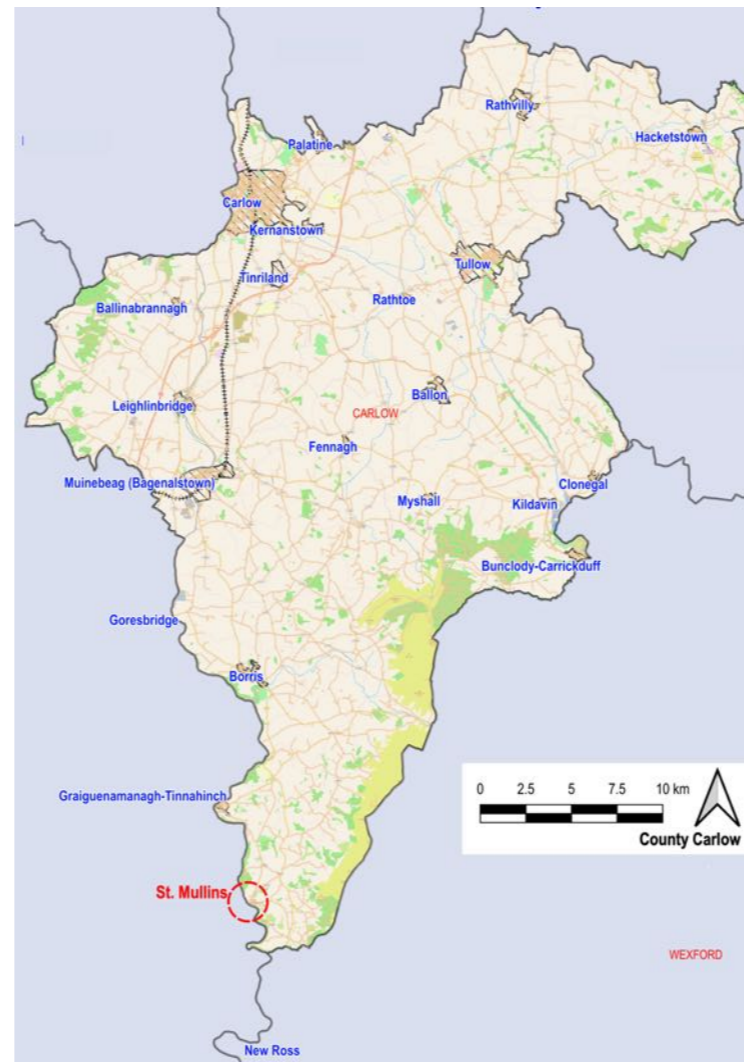 Rathvilly
Hacketstown
Palatine
Carlow
Kernanstown
Tullow
Tinriland
Rathtoe
Ballinabrannagh
Ballon
Leighlinbridge
CARLOW
Fennagh
Muinebeag (Bagenalstown)
Clonegal
Myshall
Kildavin
Bunclody-Carrickduff
Goresbridge
Borris
0 2.5 5 7.5 10 km
Graiguenamanagh-Tinnahinch
County Carlow
St. Mullins
WEXFORD
New Ross